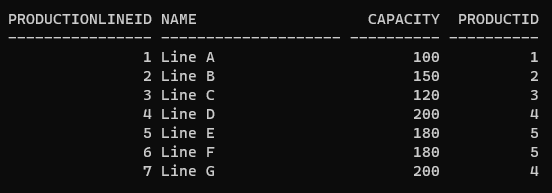 PRODUCTIONLINEID NAME                   CAPACITY  PRODUCTID
---------------- -------------------- ---------- ----------
               1 Line A                      100          1
               2 Line B                      150          2
               3 Line C                      120          3
               4 Line D                      200          4
               5 Line E                      180          5
               6 Line F                      180          5
               7 Line G                      200          4